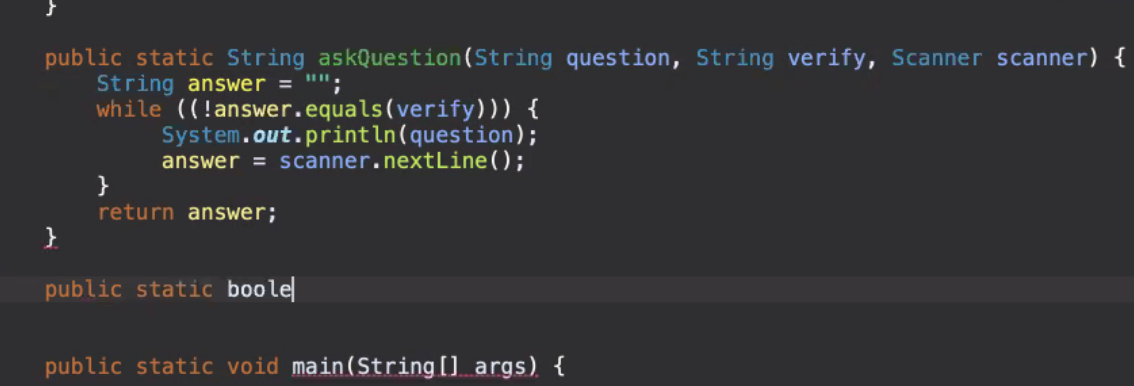 }
public static String askQuestion(String question, String verify, Scanner scanner) {
String answer = "";
while ((!answer.equals(verify))) {
System.out.println(question);
answer = scanner.nextLine();
}
return answer;
}
public static boole
public static void main(String[] args) {